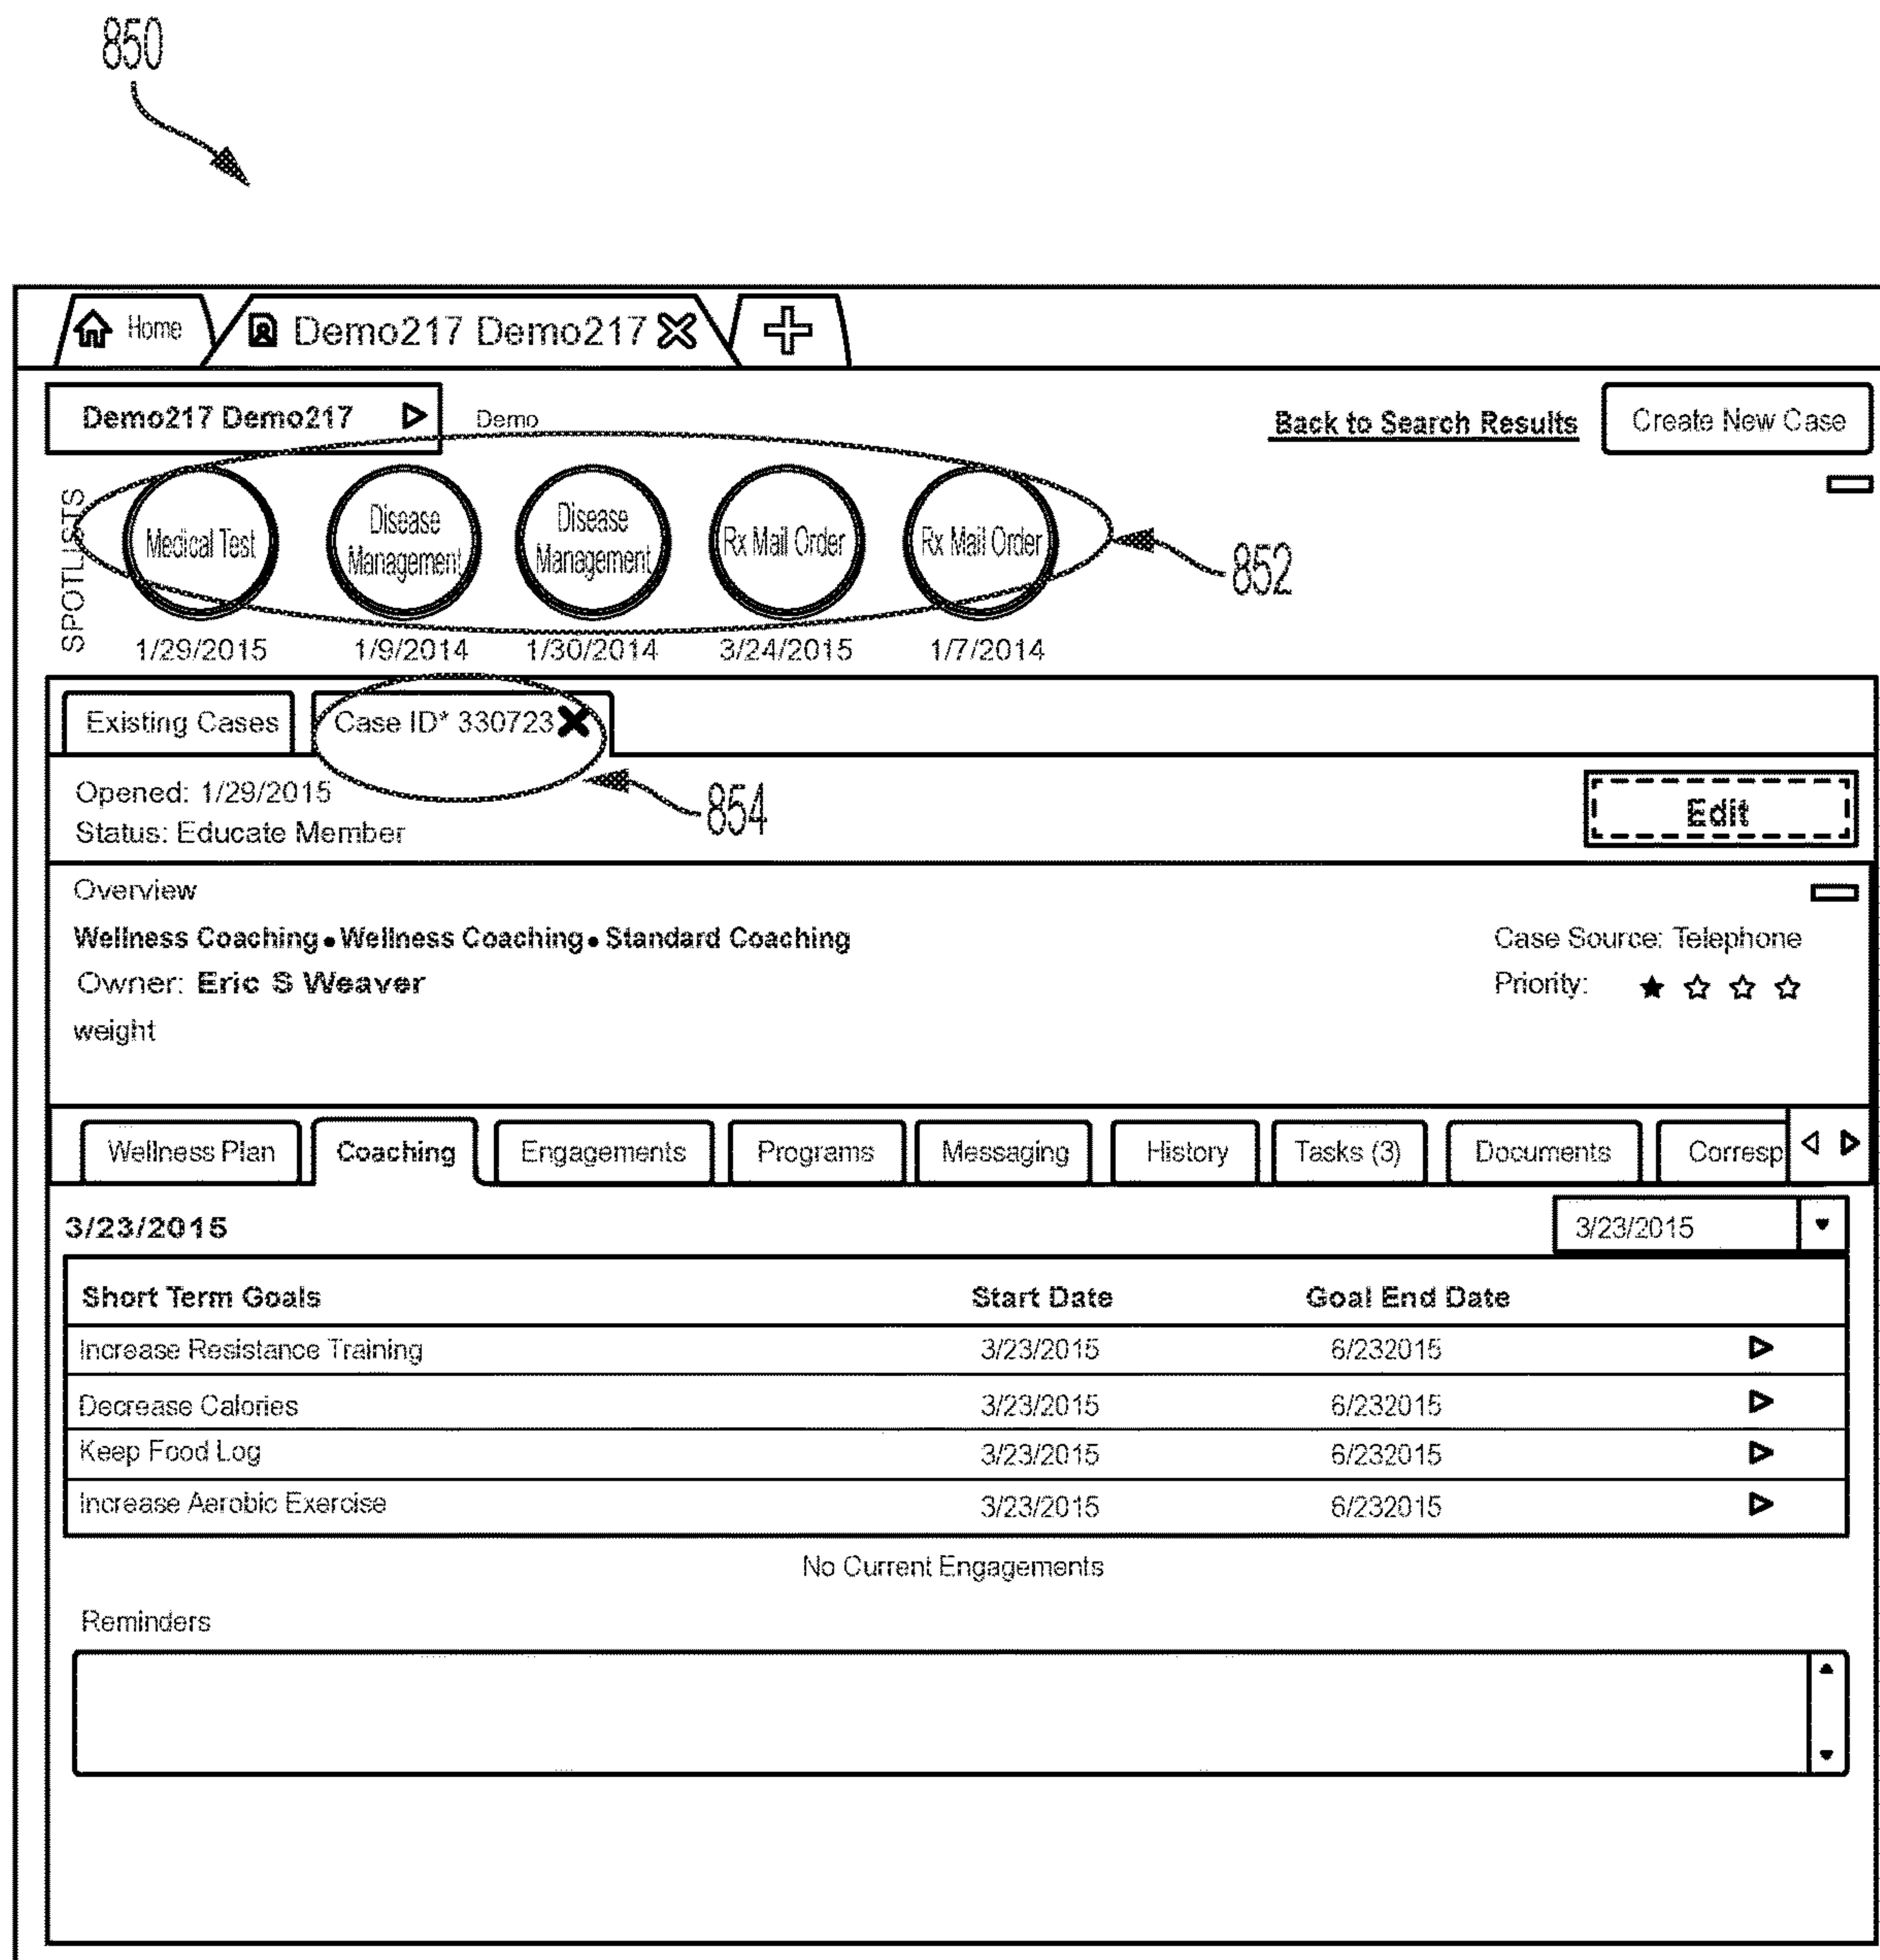 850
Home Demo217 Demo217
Demo217 Demo217 Demo Back to Search Results Create New Case
SPOTLISTS
Medical Test Disease Management Disease Management Rx Mail Order Rx Mail Order
852
1/29/2015 1/9/2014 1/30/2014 3/24/2015 1/7/2014
Existing Cases Case ID* 330723
Opened: 1/29/2015
854
Edit
Status: Educate Member
Overview
Wellness Coaching • Wellness Coaching • Standard Coaching Case Source: Telephone
Owner: Eric S Weaver Priority: ★ ☆ ☆ ☆
weight
Wellness Plan Coaching Engagements Programs Messaging History Tasks (3) Documents Corresp
3/23/2015 3/23/2015
Short Term Goals Start Date Goal End Date
Increase Resistance Training 3/23/2015 6/232015
Decrease Calories 3/23/2015 6/232015
Keep Food Log 3/23/2015 6/232015
Increase Aerobic Exercise 3/23/2015 6/232015
No Current Engagements
Reminders